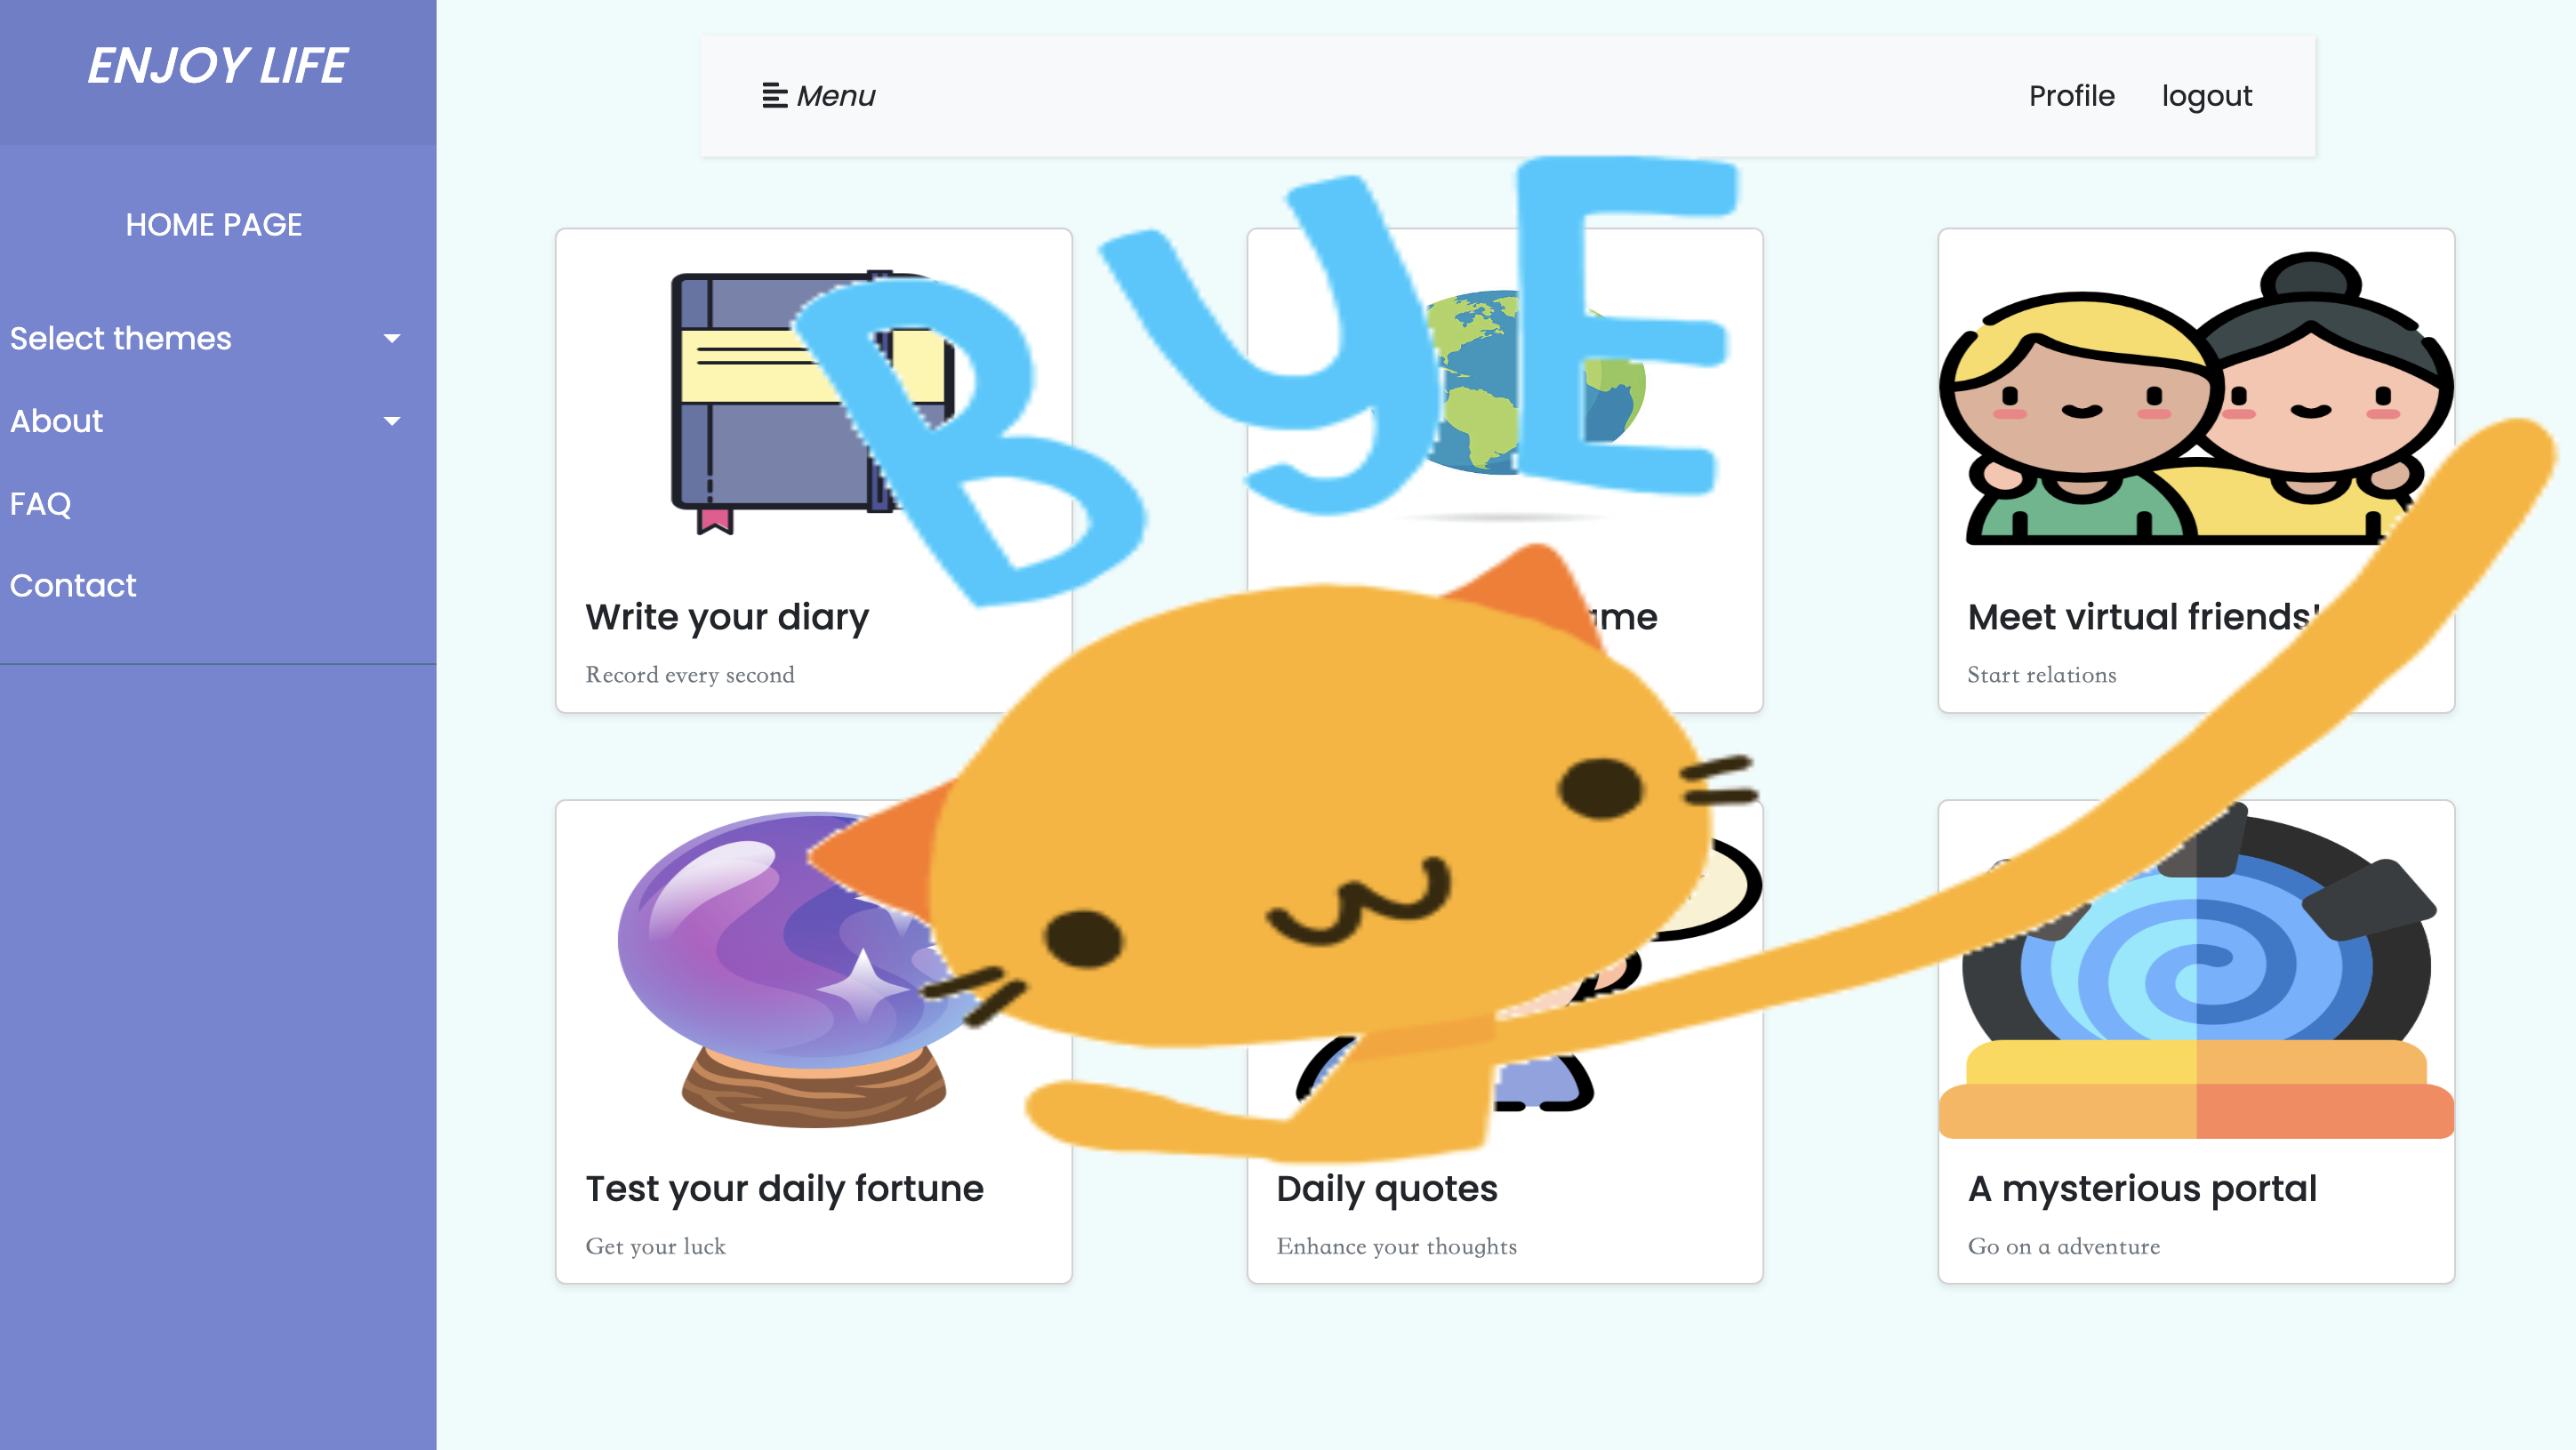 ENJOY LIFE
HOME PAGE
Select themes
About
FAQ
Contact
Menu
Profile
logout
BYE
Write your diary
Record every second
Meet virtual friends!
Start relations
Test your daily fortune
Get your luck
Daily quotes
Enhance your thoughts
A mysterious portal
Go on a adventure